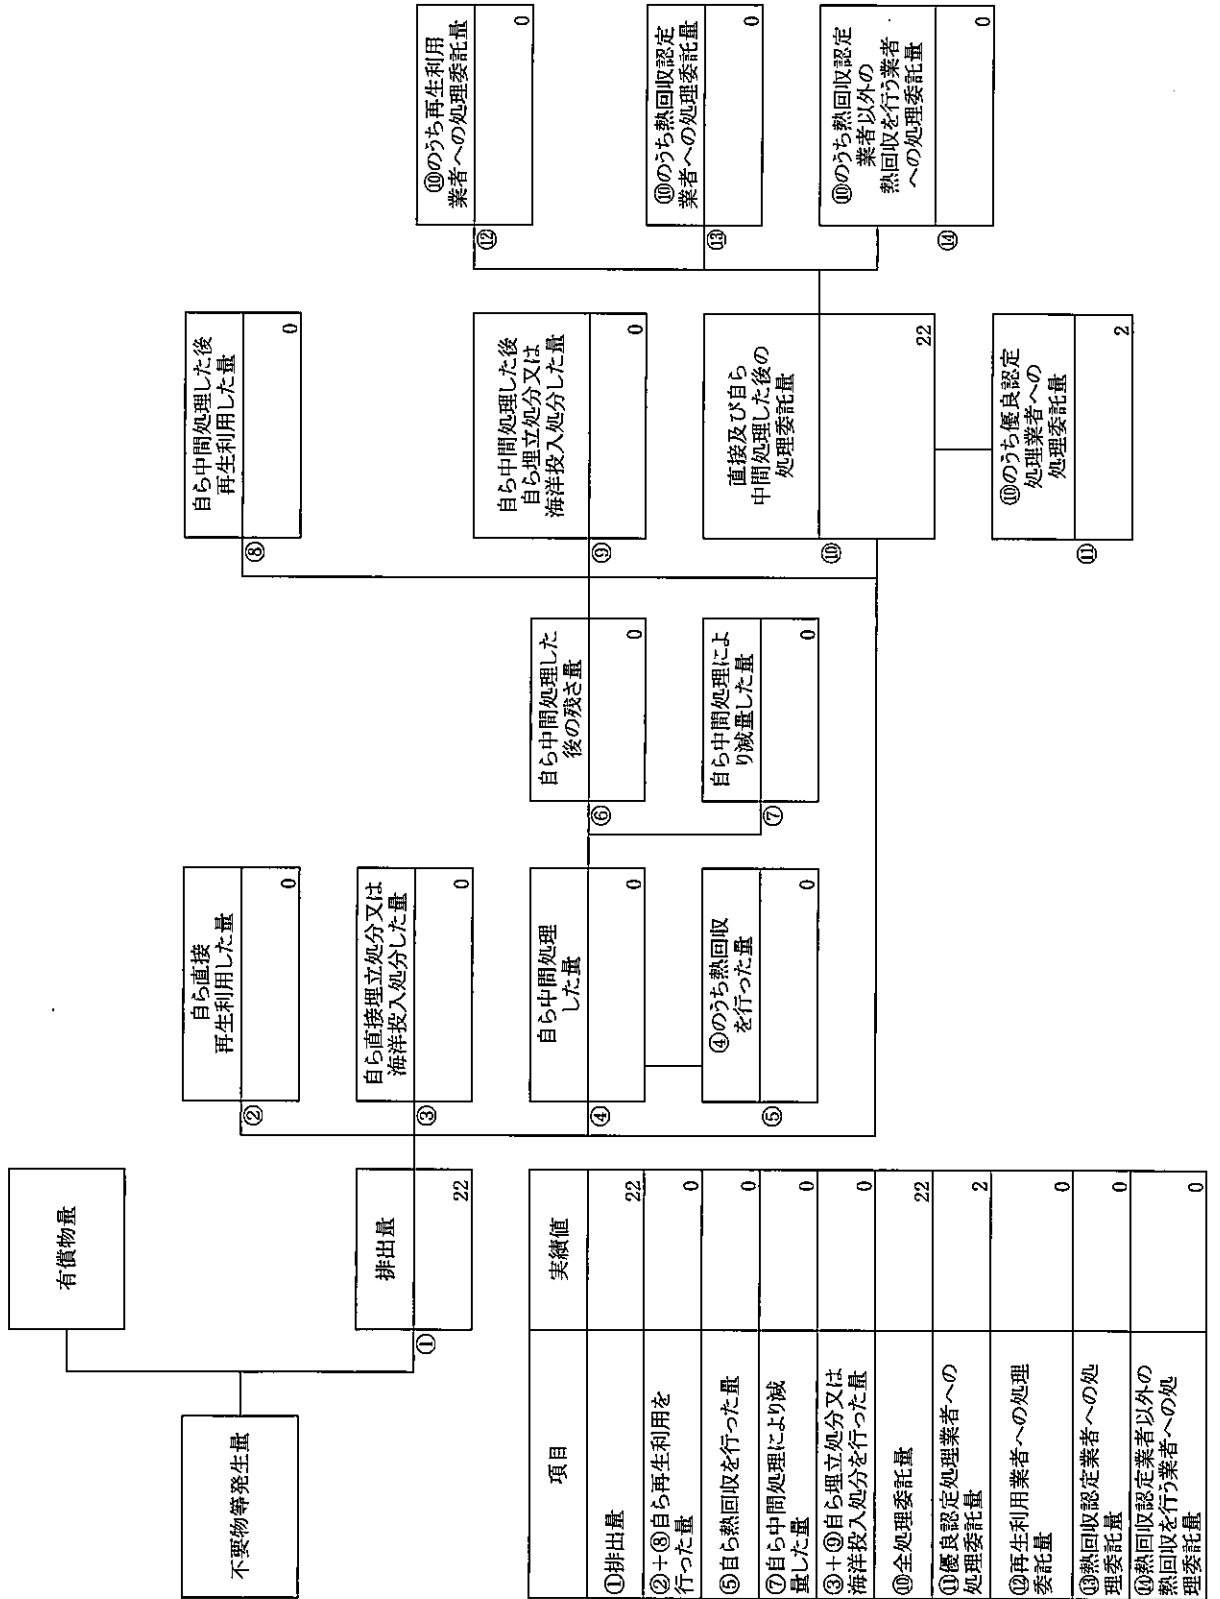 有償物量
不要物等発生量
①
排出量
22
②
自ら直接
再生利用した量
0
③
自ら直接埋立処分又は
海洋投入処分した量
0
④
自ら中間処理
した量
0
⑤
④のうち熱回収
を行った量
0
⑥
自ら中間処理した
後の残さ量
0
⑦
自ら中間処理によ
り減量した量
0
⑧
自ら中間処理した後
再生利用した量
0
⑨
自ら中間処理した後
自ら埋立処分又は
海洋投入処分した量
0
⑩
直接及び自ら
中間処理した後の
処理委託量
22
⑪
⑩のうち優良認定
処理業者への
処理委託量
2
⑫
⑩のうち再生利用
業者への処理委託量
0
⑬
⑩のうち熱回収認定
業者への処理委託量
0
⑭
⑩のうち熱回収認定
業者以外の
熱回収を行う業者
への処理委託量
0
項目 実績値
①排出量 22
②+⑧自ら再生利用を
行った量 0
⑤自ら熱回収を行った量 0
⑦自ら中間処理により減
量した量 0
③+⑨自ら埋立処分又は
海洋投入処分を行った量 0
⑩全処理委託量 22
⑪優良認定処理業者への
処理委託量 2
⑫再生利用業者への処理
委託量 0
⑬熱回収認定業者への処
理委託量 0
⑭熱回収認定業者以外の
熱回収を行う業者への処
理委託量 0